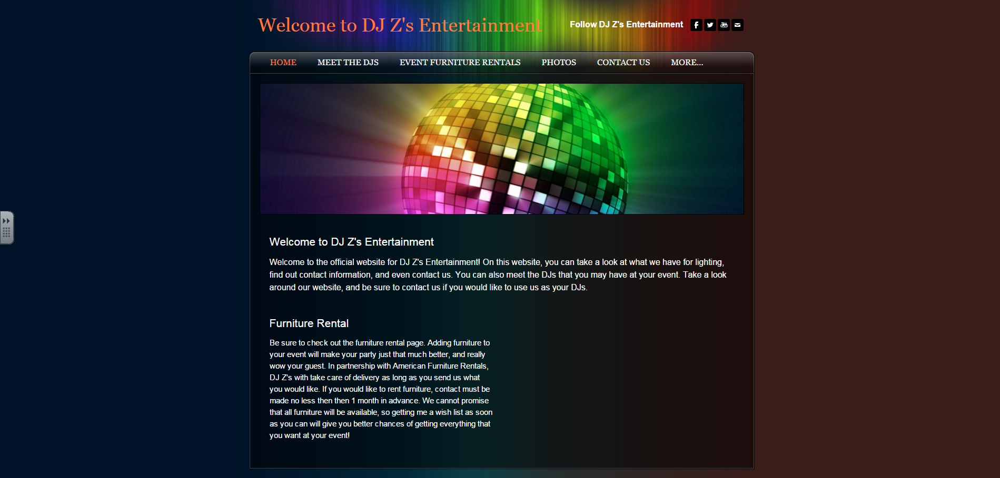 Welcome to DJ Z's Entertainment
Follow DJ Z's Entertainment
HOME MEET THE DJS EVENT FURNITURE RENTALS PHOTOS CONTACT US MORE...
Welcome to DJ Z's Entertainment
Welcome to the official website for DJ Z's Entertainment! On this website, you can take a look at what we have for lighting,
find out contact information, and even contact us. You can also meet the DJs that you may have at your event. Take a look
around our website, and be sure to contact us if you would like to use us as your DJs.
Furniture Rental
Be sure to check out the furniture rental page. Adding furniture to
your event will make your party just that much better, and really
wow your guest. In partnership with American Furniture Rentals,
DJ Z's with take care of delivery as long as you send us what
you would like. If you would like to rent furniture, contact must be
made no less then then 1 month in advance. We cannot promise
that all furniture will be available, so getting me a wish list as soon
as you can will give you better chances of getting everything that
you want at your event!